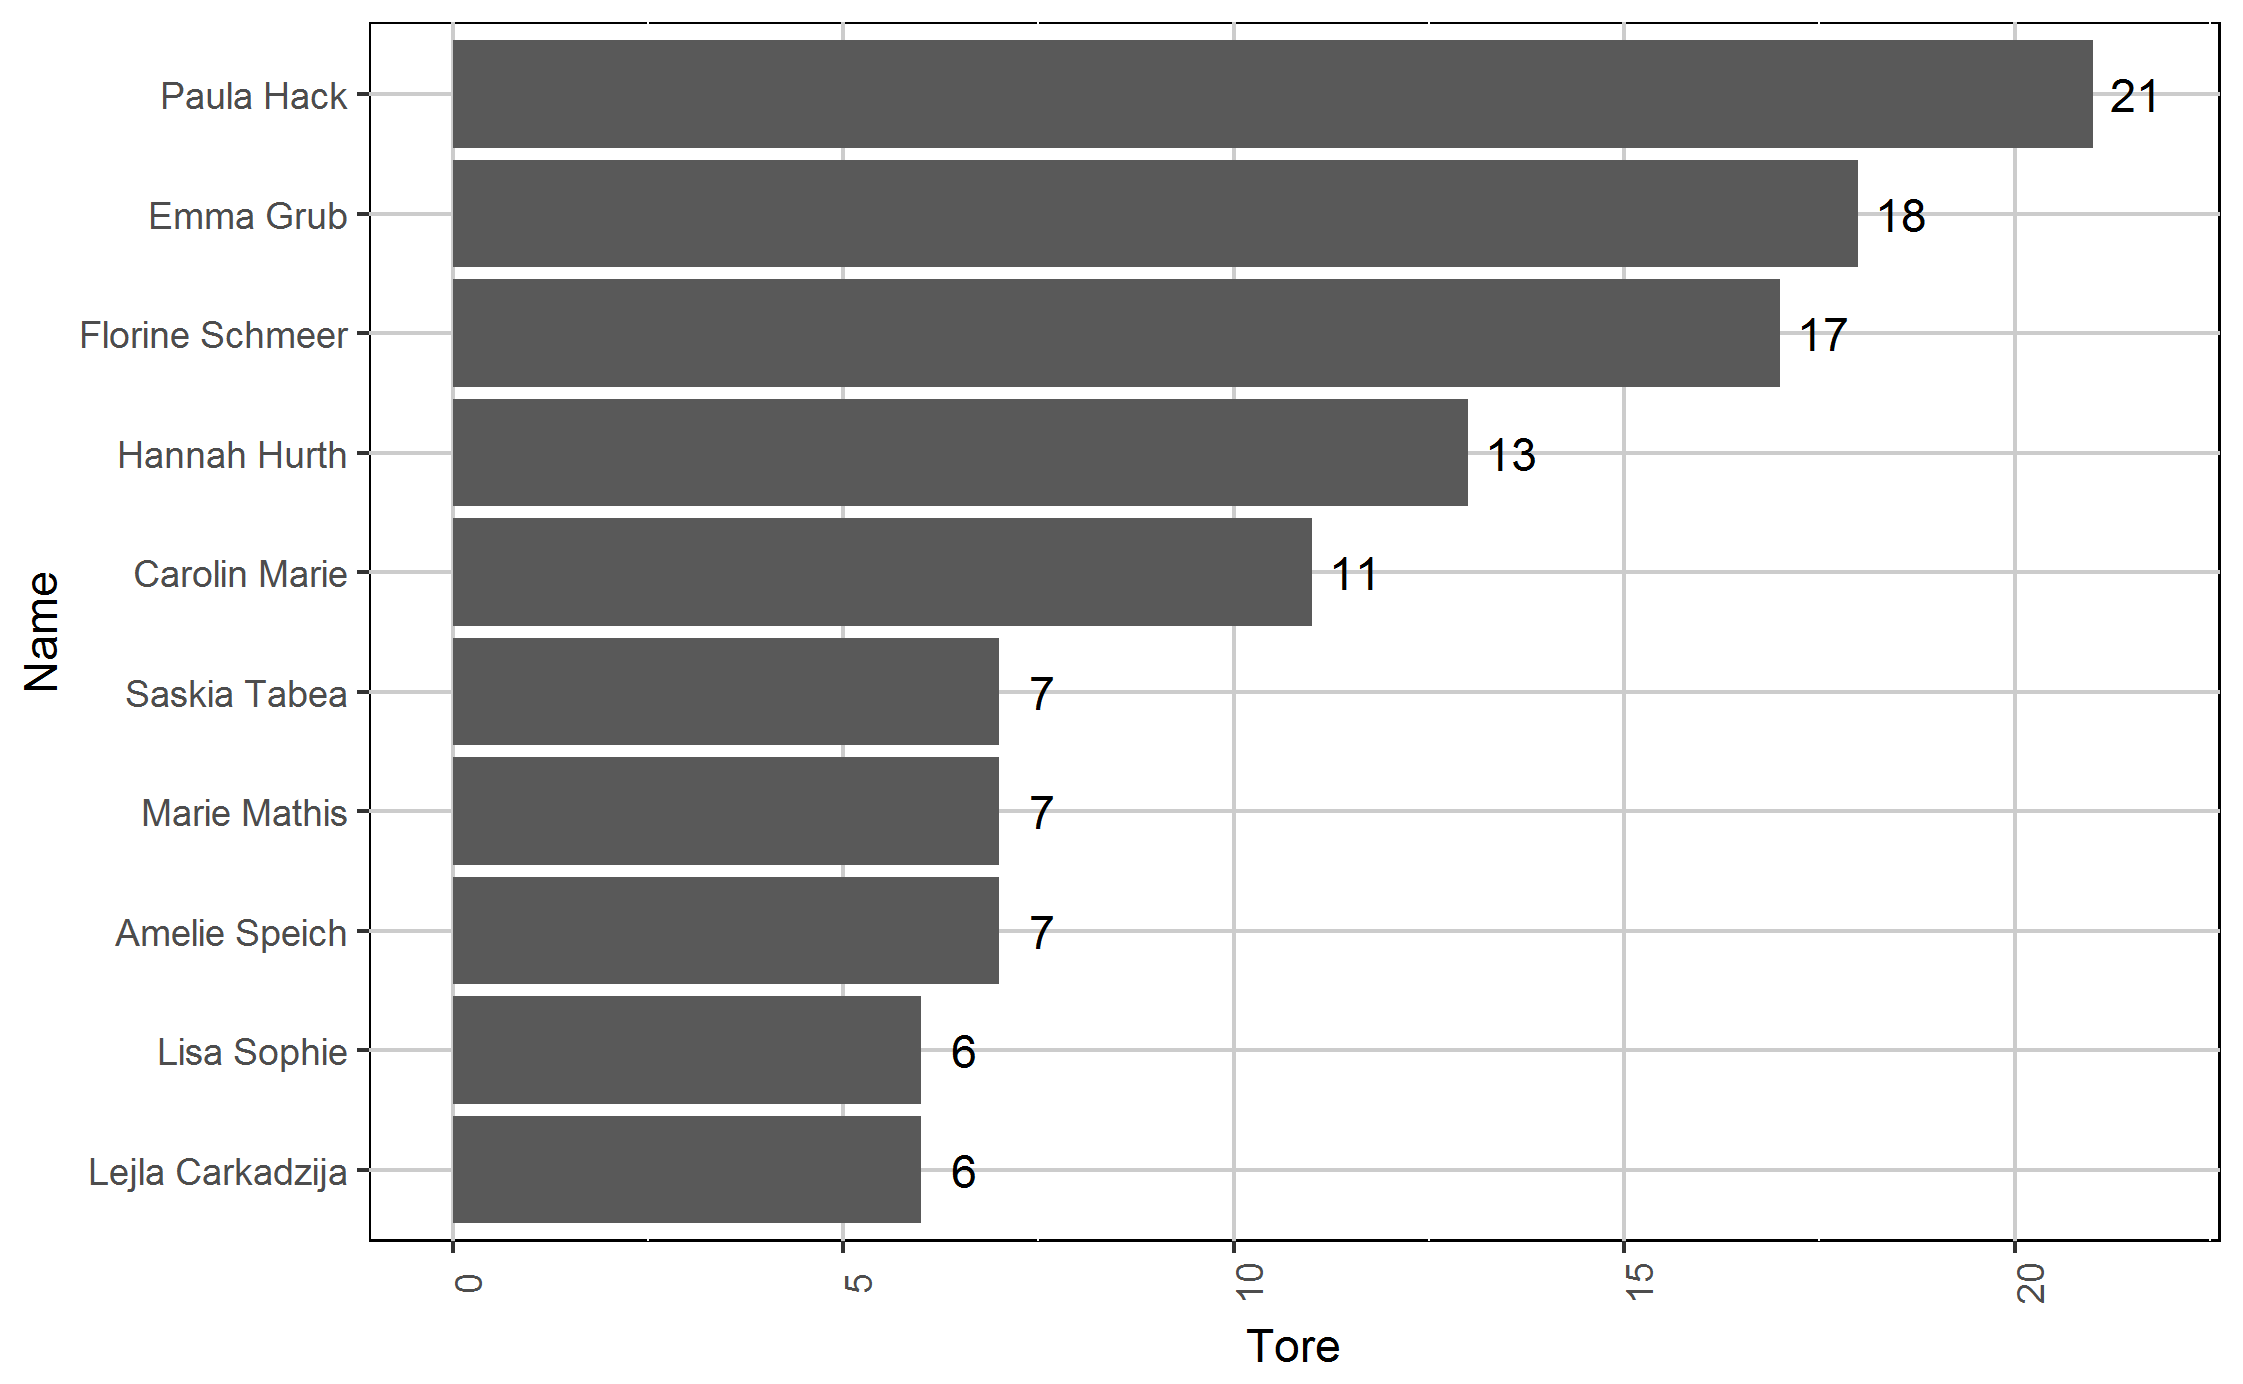 Paula Hack 21
Emma Grub 18
Florine Schmeer 17
Hannah Hurth 13
Carolin Marie 11
Saskia Tabea 7
Marie Mathis 7
Amelie Speich 7
Lisa Sophie 6
Lejla Carkadzija 6
Name
0 5 10 15 20
Tore